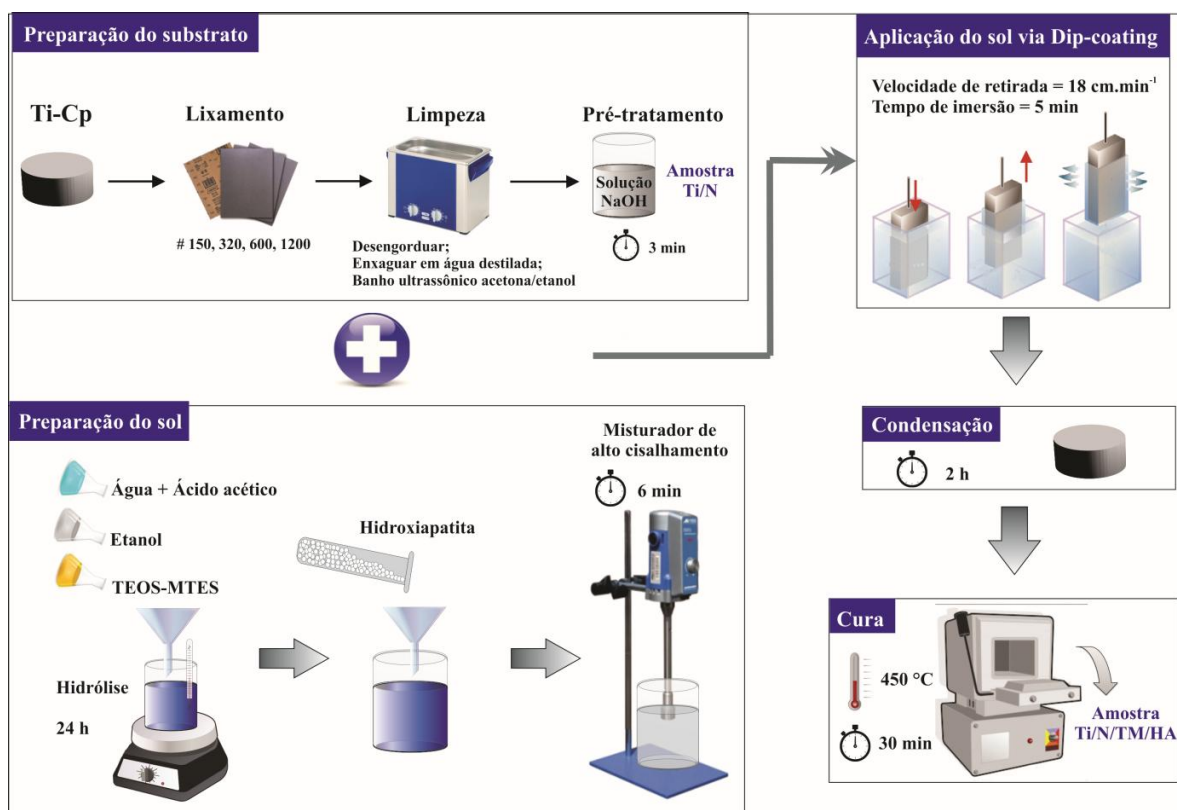 Preparação do substrato
Ti-Cp
Lixamento
# 150, 320, 600, 1200
Limpeza
Desengorduar;
Enxaguar em água destilada;
Banho ultrassônico acetona/etanol
Pré-tratamento
Solução
NaOH
Amostra
Ti/N
3 min
Aplicação do sol via Dip-coating
Velocidade de retirada = 18 cm.min⁻¹
Tempo de imersão = 5 min
Preparação do sol
Água + Ácido acético
Etanol
TEOS-MTES
Hidrólise
24 h
Hidroxiapatita
Misturador de
alto cisalhamento
6 min
Condensação
2 h
Cura
450 °C
30 min
Amostra
Ti/N/TM/HA